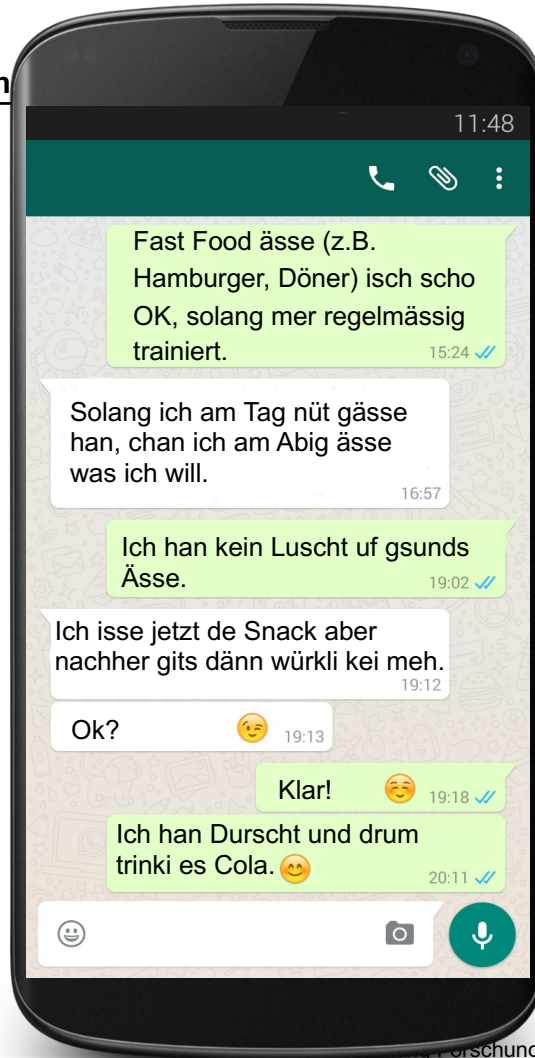 n
11:48
Fast Food ässe (z.B.
Hamburger, Döner) isch scho
OK, solang mer regelmässig
trainiert.
15:24
Solang ich am Tag nüt gässe
han, chan ich am Abig ässe
was ich will.
16:57
Ich han kein Luscht uf gsunds
Ässe.
19:02
Ich isse jetzt de Snack aber
nachher gits dänn würkli kei meh.
19:12
Ok? 😉 19:13
Klar! ☺️ 19:18
Ich han Durscht und drum
trinki es Cola. 😊
20:11